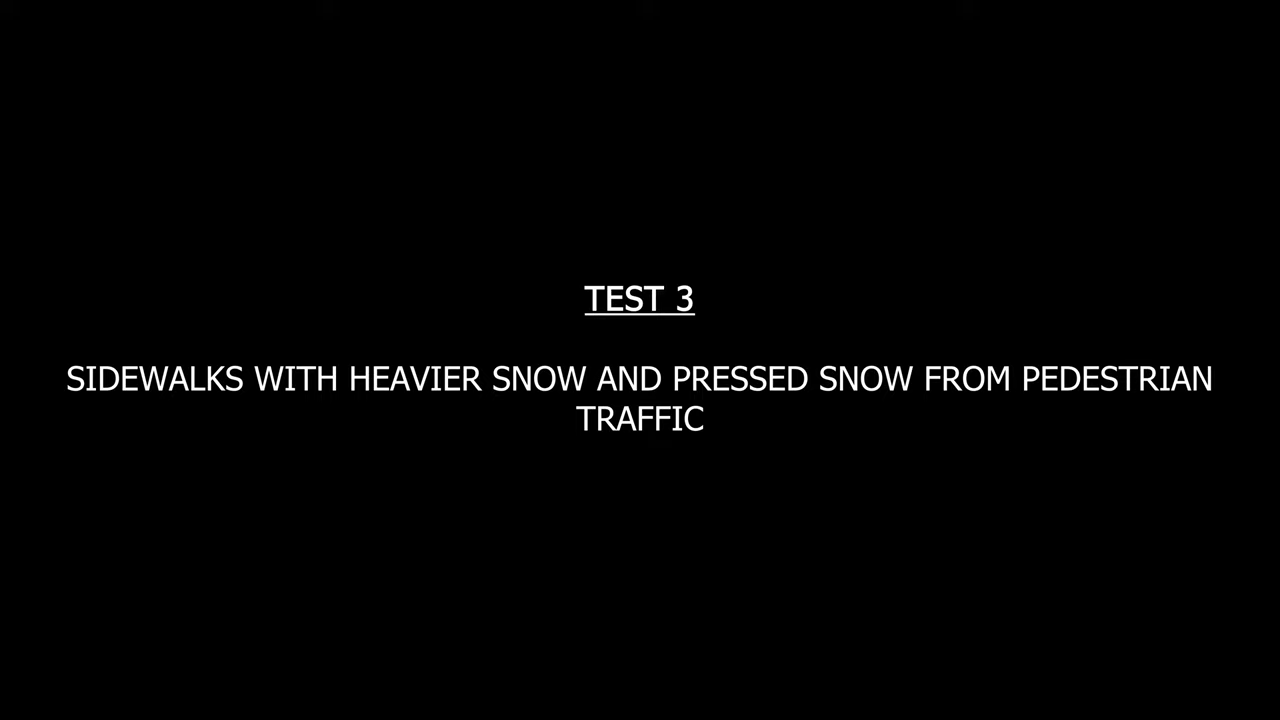 TEST 3
SIDEWALKS WITH HEAVIER SNOW AND PRESSED SNOW FROM PEDESTRIAN
TRAFFIC